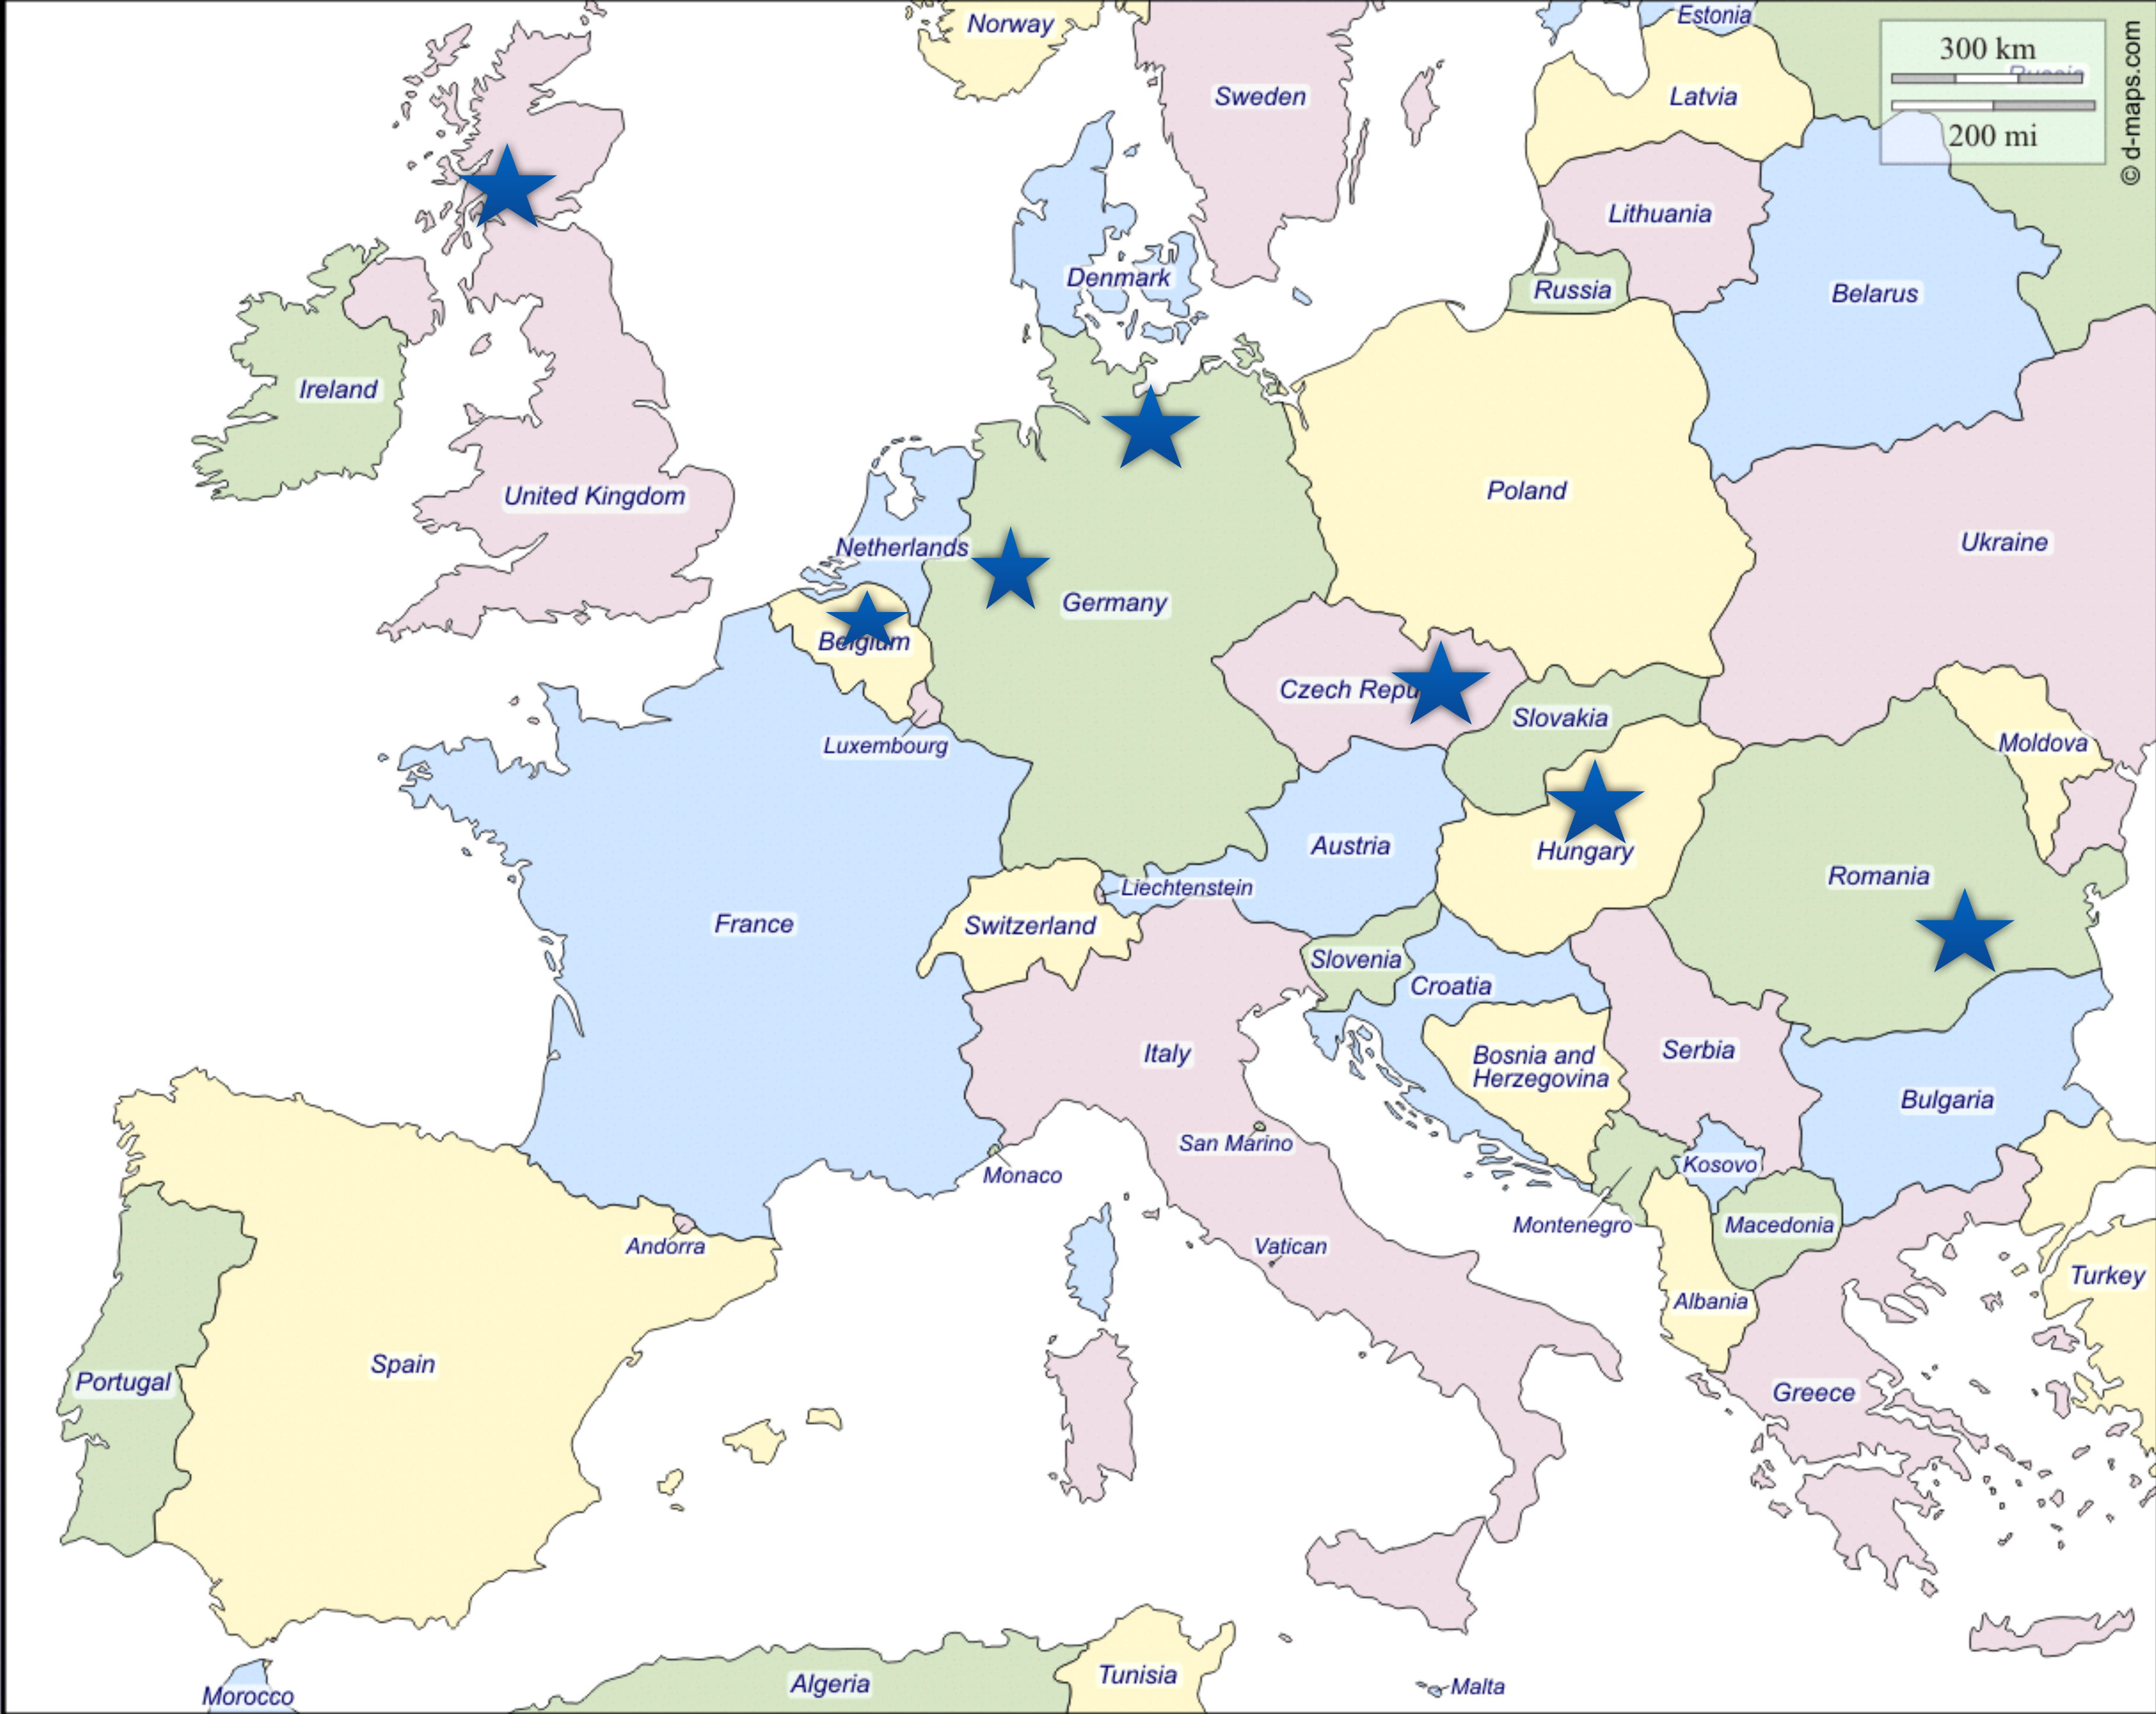 Norway
Estonia
Sweden
300 km
Russia
Latvia
200 mi
© d-maps.com
Lithuania
Denmark
Russia
Belarus
Ireland
United Kingdom
Poland
Netherlands
Ukraine
Germany
Belgium
Czech Repu
Slovakia
Luxembourg
Moldova
Austria
Hungary
Liechtenstein
Romania
France
Switzerland
Slovenia
Croatia
Italy
Bosnia and
Herzegovina
Serbia
Bulgaria
San Marino
Monaco
Kosovo
Andorra
Vatican
Montenegro
Macedonia
Turkey
Albania
Spain
Portugal
Greece
Morocco
Algeria
Tunisia
Malta